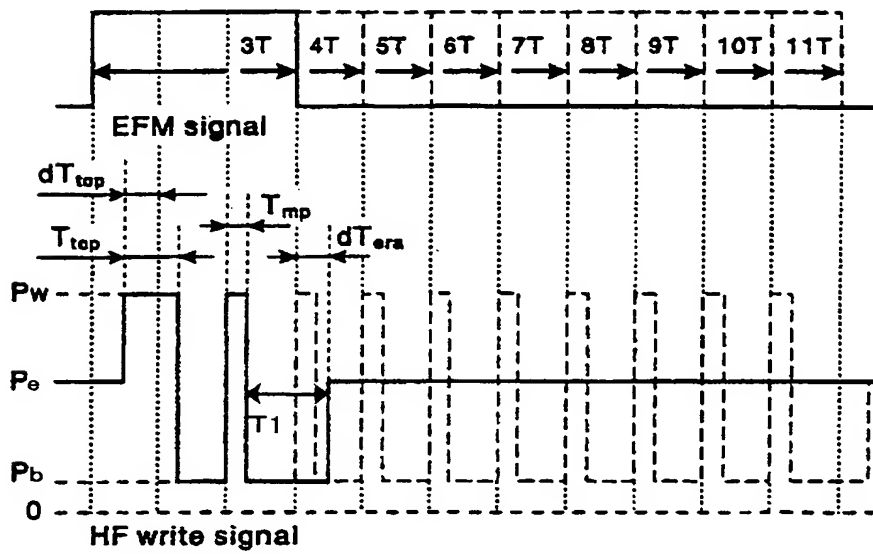 3T 4T 5T 6T 7T 8T 9T 10T 11T
EFM signal
dTtop
Tmp
Ttop
dTera
Pw
Pe
T1
Pb
0
HF write signal